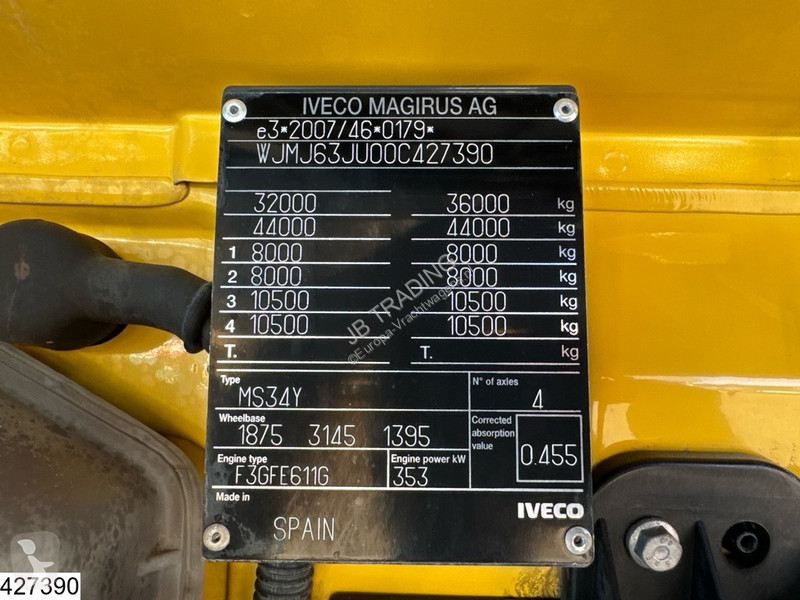 IVECO MAGIRUS AG
e3*2007/46*0179*
WJMJ63JU00C427390
32000 36000 kg
44000 44000 kg
1 8000 8000 kg
2 8000 8000 kg
3 10500 10500 kg
4 10500 10500 kg
T. T. kg
Type N° of axles
MS34Y 4
Wheelbase Corrected absorption value
1875 3145 1395 0.455
Engine type Engine power kW
F3GFE611G 353
Made in IVECO
SPAIN
JB TRADING
©Europa-Vrachtwagens
427390